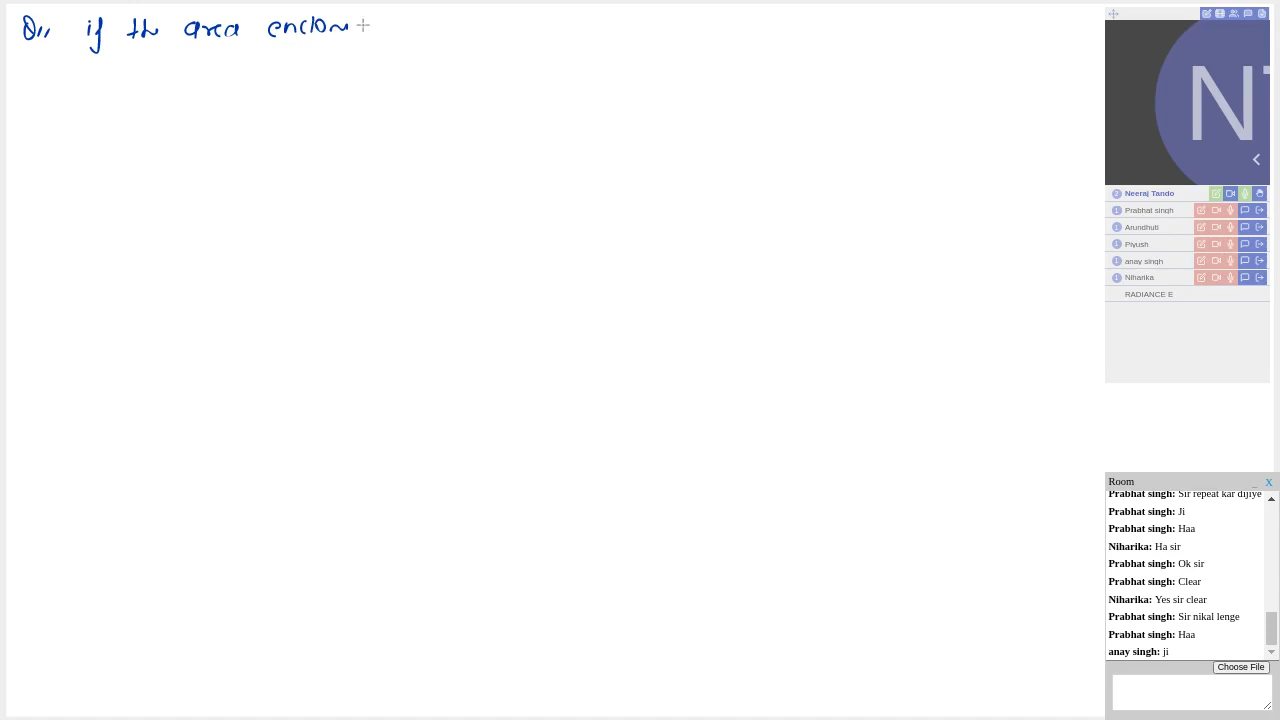 Q// if the area enclose
NT
Neeraj Tando
Prabhat singh
Arundhuti
Piyush
anay singh
Niharika
RADIANCE E
Room
_ X
Prabhat singh: Sir repeat kar dijiye
Prabhat singh: Ji
Prabhat singh: Haa
Niharika: Ha sir
Prabhat singh: Ok sir
Prabhat singh: Clear
Niharika: Yes sir clear
Prabhat singh: Sir nikal lenge
Prabhat singh: Haa
anay singh: ji
Choose File